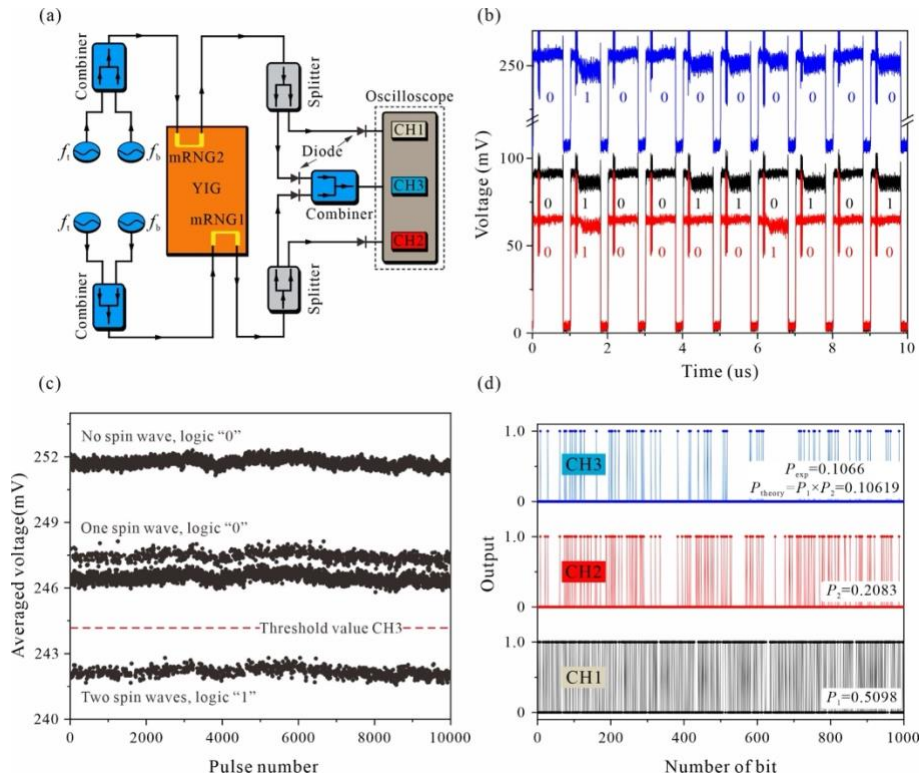 (a)
Combiner
f_t
f_b
mRNG2
YIG
mRNG1
f_t
f_b
Combiner
Splitter
Diode
Combiner
Splitter
Oscilloscope
CH1
CH3
CH2
(b)
Voltage (mV)
250
100
50
0
0 1 0 0 0 0 0 0 0 0
0 1 0 0 1 1 0 1 0 1
0 1 0 0 0 0 1 0 0 0
0 2 4 6 8 10
Time (us)
(c)
Averaged voltage(mV)
252
249
246
243
240
No spin wave, logic “0”
One spin wave, logic “0”
Threshold value CH3
Two spin waves, logic “1”
0 2000 4000 6000 8000 10000
Pulse number
(d)
Output
1.0
0
1.0
0
1.0
0
CH3
P_exp=0.1066
P_theory=P_1×P_2=0.10619
CH2
P_2=0.2083
CH1
P_1=0.5098
0 200 400 600 800 1000
Number of bit